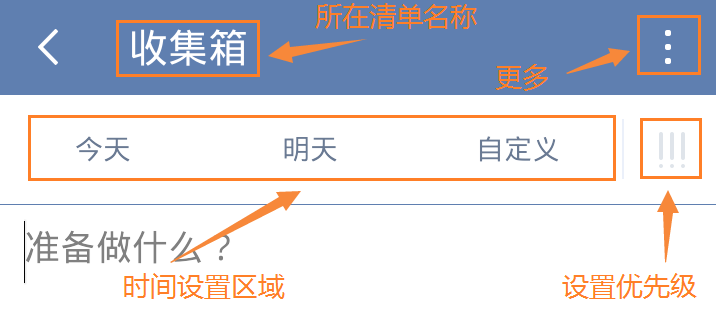 所在清单名称
收集箱
更多
今天 明天 自定义 !!!
准备做什么？
时间设置区域 设置优先级